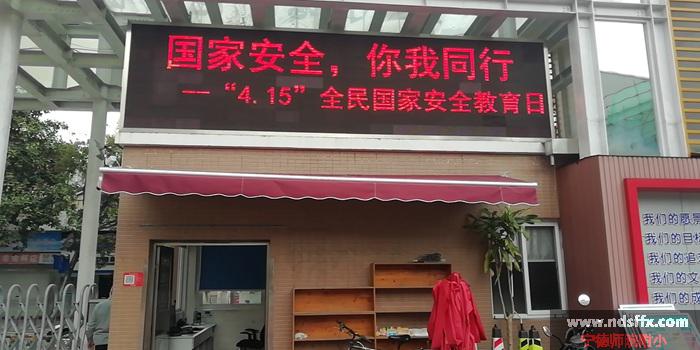 国家安全，你我同行
—“4.15”全民国家安全教育日
我们的愿景
我们的目标
我们的追
我们的文
我们的成
www.ndsffx.com
宁德师范附小